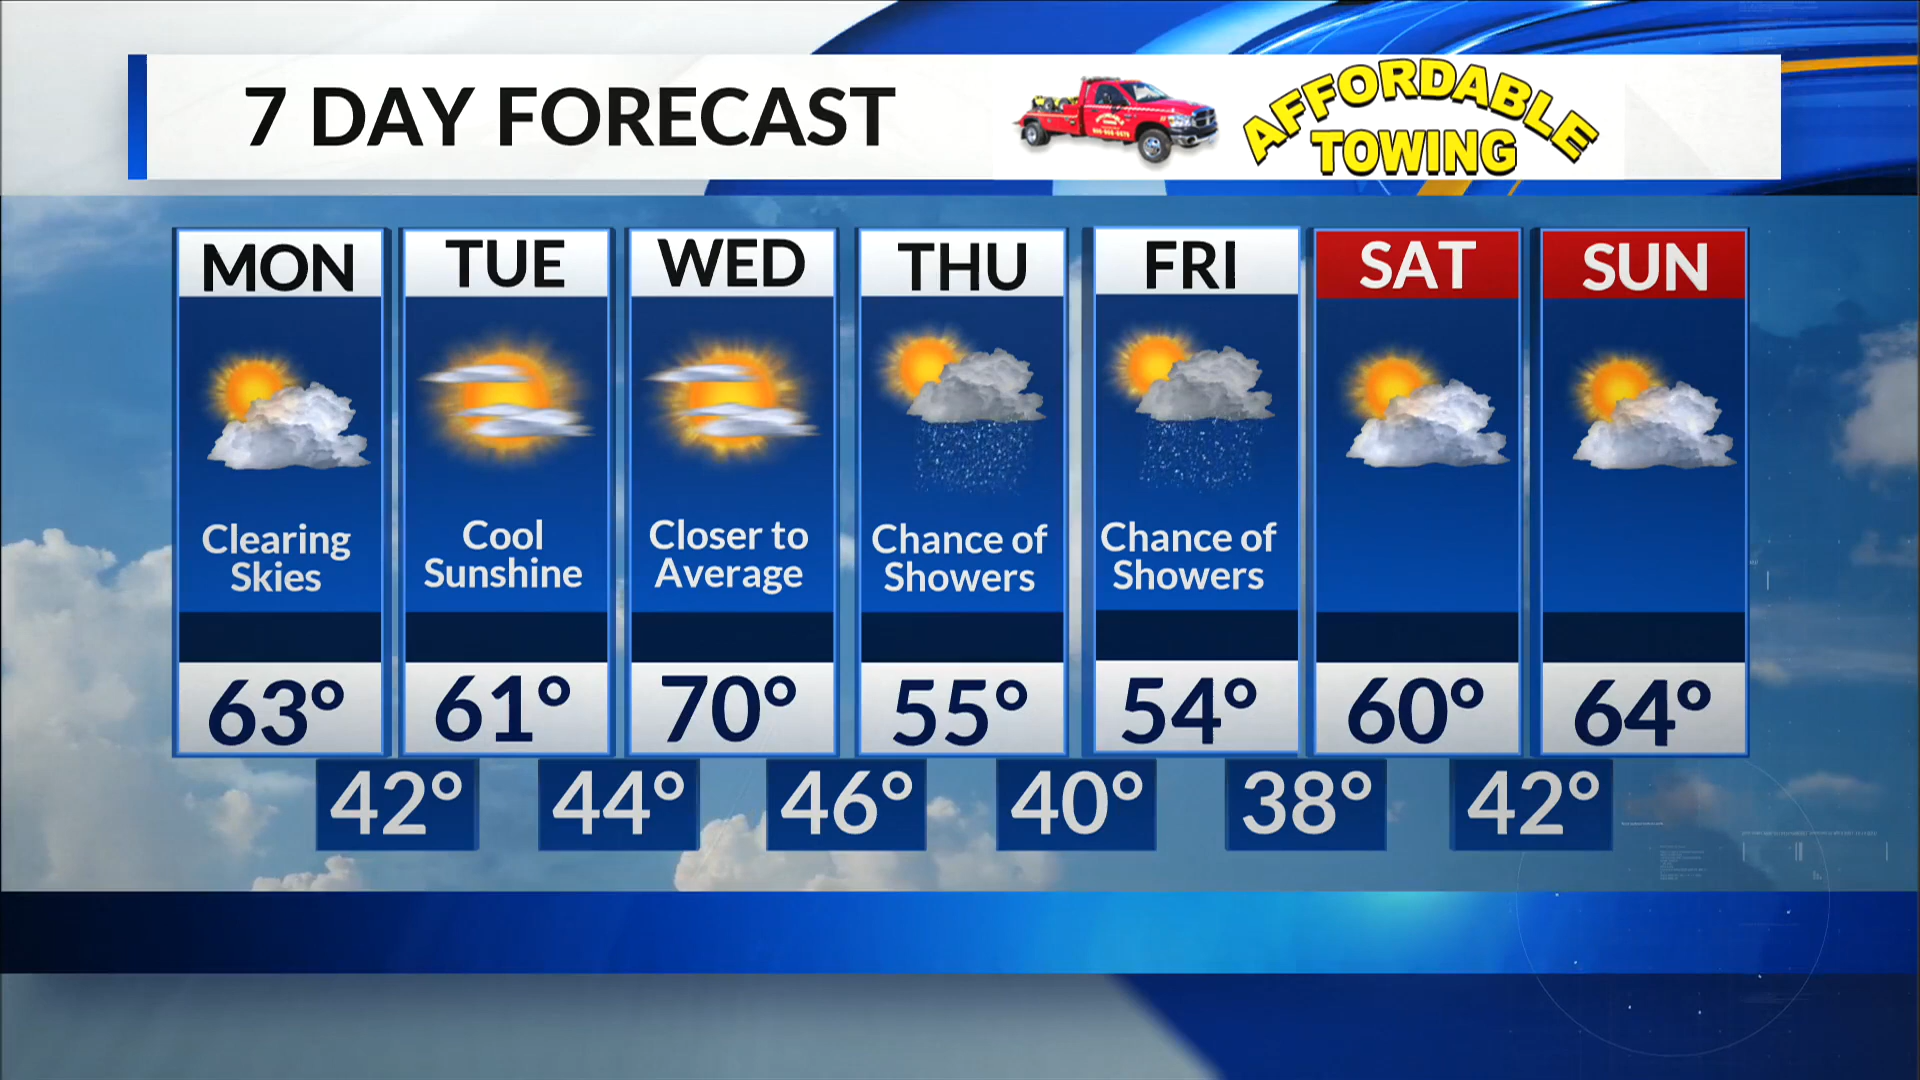 7 DAY FORECAST
AFFORDABLE
TOWING
MON
TUE
WED
THU
FRI
SAT
SUN
Clearing
Skies
Cool
Sunshine
Closer to
Average
Chance of
Showers
Chance of
Showers
63°
61°
70°
55°
54°
60°
64°
42°
44°
46°
40°
38°
42°